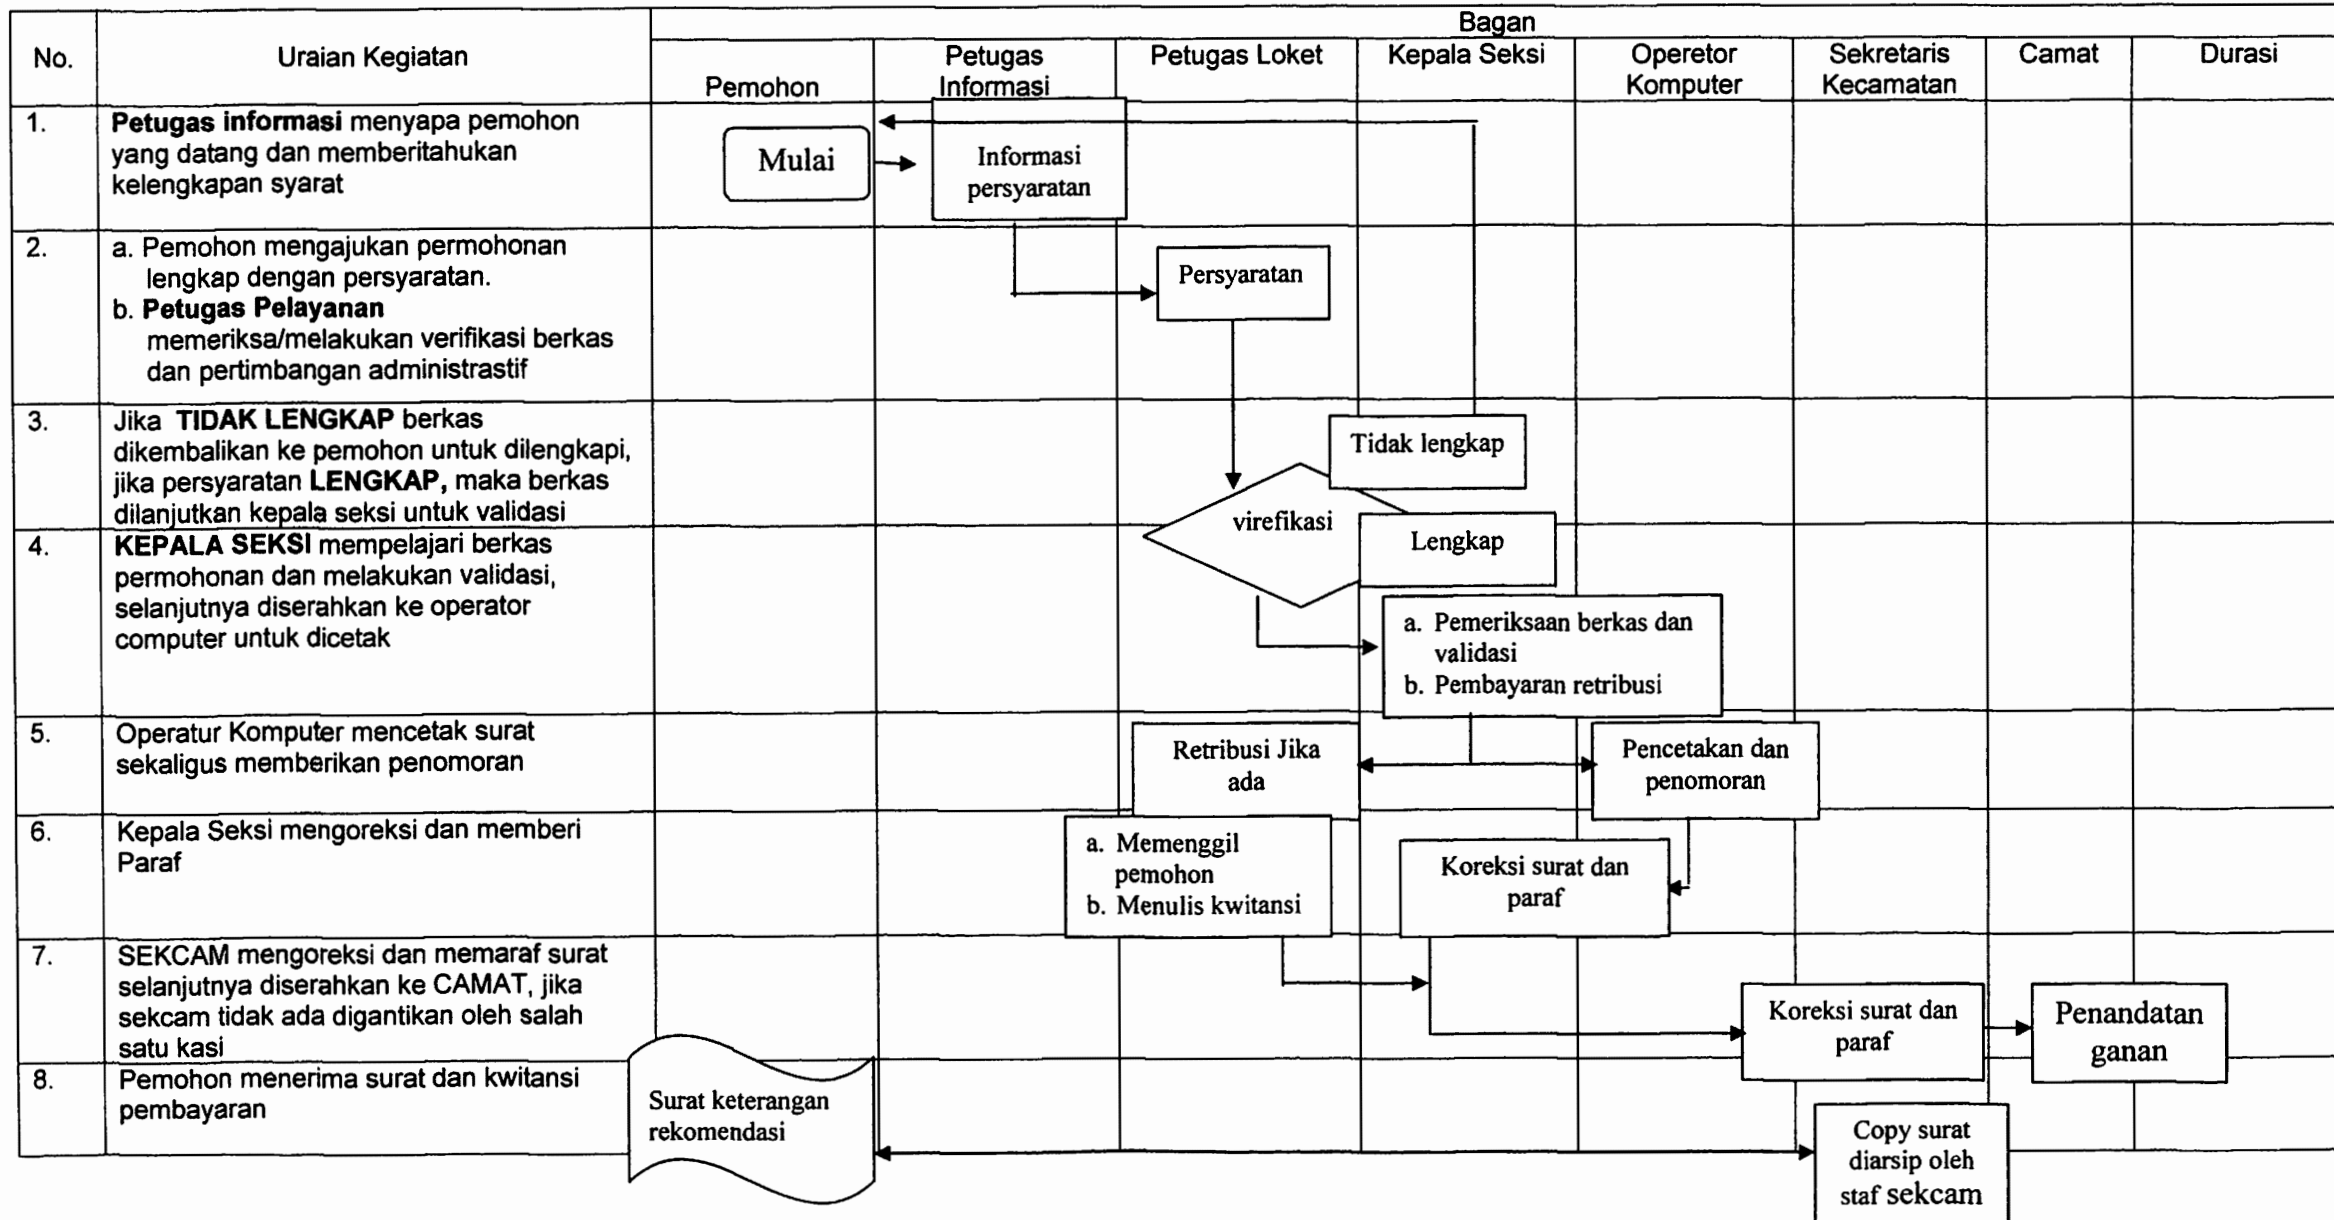 Bagan
No.
Uraian Kegiatan
Pemohon
Petugas
Informasi
Petugas Loket
Kepala Seksi
Operetor
Komputer
Sekretaris
Kecamatan
Camat
Durasi
1.
Petugas informasi menyapa pemohon
yang datang dan memberitahukan
kelengkapan syarat
Mulai
Informasi
persyaratan
2.
a. Pemohon mengajukan permohonan
lengkap dengan persyaratan.
b. Petugas Pelayanan
memeriksa/melakukan verifikasi berkas
dan pertimbangan administrastif
Persyaratan
3.
Jika TIDAK LENGKAP berkas
dikembalikan ke pemohon untuk dilengkapi,
jika persyaratan LENGKAP, maka berkas
dilanjutkan kepala seksi untuk validasi
Tidak lengkap
virefikasi
Lengkap
4.
KEPALA SEKSI mempelajari berkas
permohonan dan melakukan validasi,
selanjutnya diserahkan ke operator
computer untuk dicetak
a. Pemeriksaan berkas dan
validasi
b. Pembayaran retribusi
5.
Operatur Komputer mencetak surat
sekaligus memberikan penomoran
Retribusi Jika
ada
Pencetakan dan
penomoran
6.
Kepala Seksi mengoreksi dan memberi
Paraf
a. Memenggil
pemohon
b. Menulis kwitansi
Koreksi surat dan
paraf
7.
SEKCAM mengoreksi dan memaraf surat
selanjutnya diserahkan ke CAMAT, jika
sekcam tidak ada digantikan oleh salah
satu kasi
Koreksi surat dan
paraf
Penandatan
ganan
8.
Pemohon menerima surat dan kwitansi
pembayaran
Surat keterangan
rekomendasi
Copy surat
diarsip oleh
staf sekcam